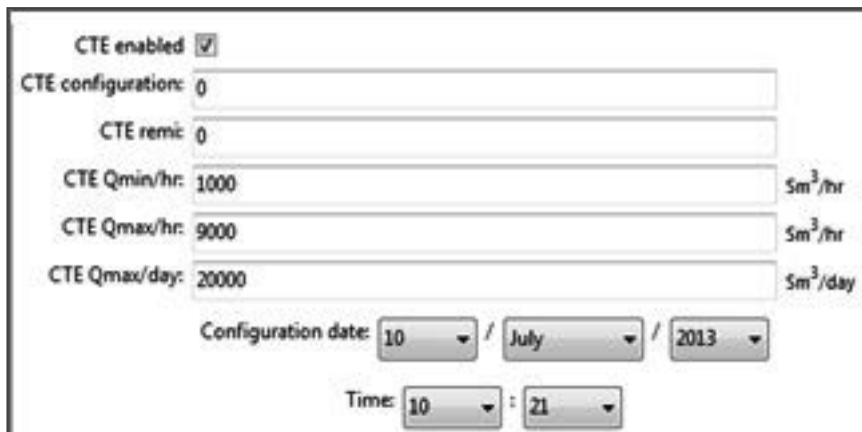 CTE enabled
CTE configuration: 0
CTE remi: 0
CTE Qmin/hr: 1000 Sm³/hr
CTE Qmax/hr: 9000 Sm³/hr
CTE Qmax/day: 20000 Sm³/day
Configuration date: 10 / July / 2013
Time: 10 : 21